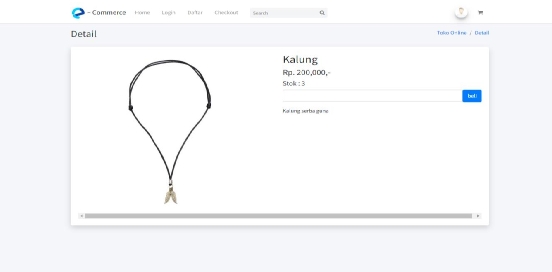 e - Commerce Home Login Daftar Checkout Search
Detail
Toko Online / Detail
Kalung
Rp. 200,000,-
Stok : 3
beli
Kalung serbaguna